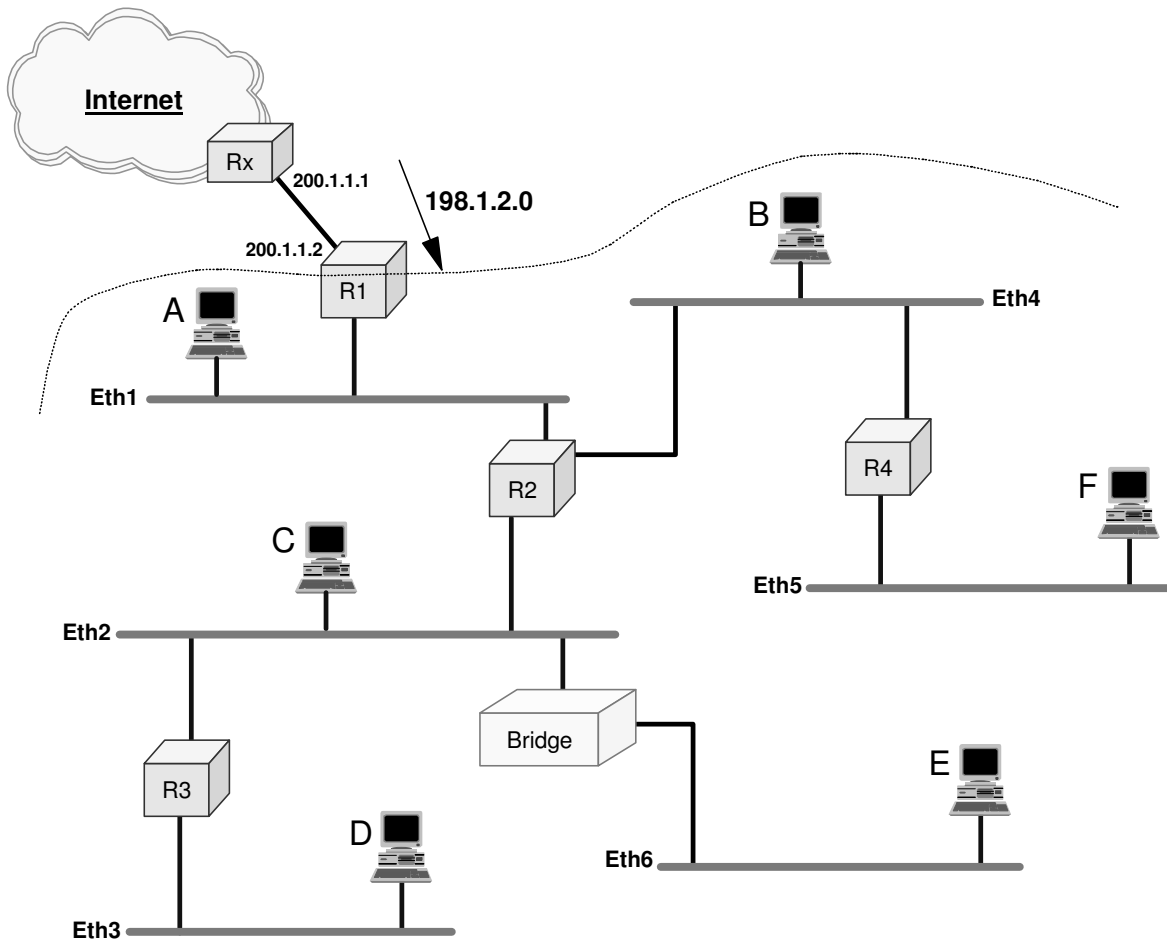 Internet
Rx
200.1.1.1
198.1.2.0
B
200.1.1.2
R1
Eth4
A
Eth1
R2
R4
F
C
Eth5
Eth2
Bridge
E
R3
D
Eth6
Eth3